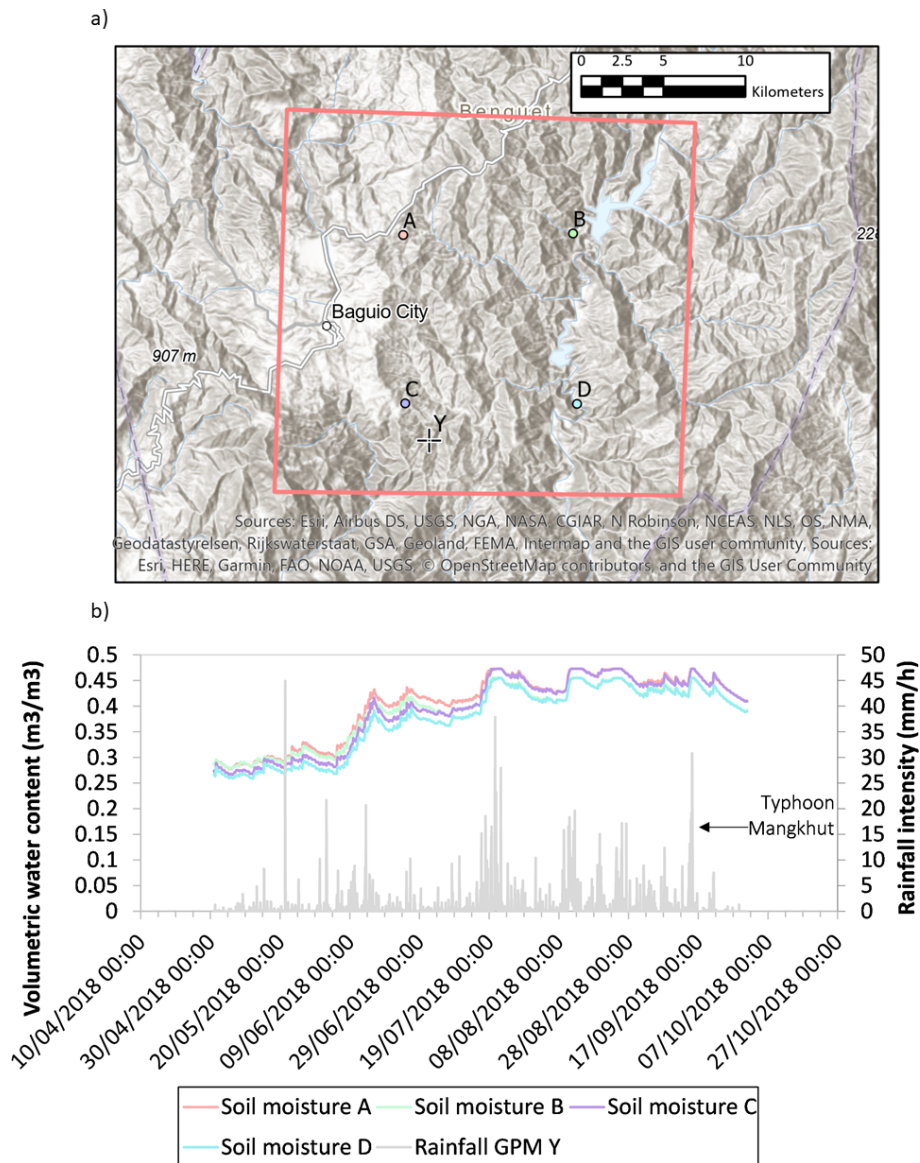 a)
0 2.5 5 10
Kilometers
Benguet
A
B
228
Baguio City
907 m
C
D
Y
Sources: Esri, Airbus DS, USGS, NGA, NASA, CGIAR, N Robinson, NCEAS, NLS, OS, NMA,
Geodatastyrelsen, Rijkswaterstaat, GSA, Geoland, FEMA, Intermap and the GIS user community, Sources:
Esri, HERE, Garmin, FAO, NOAA, USGS, © OpenStreetMap contributors, and the GIS User Community
b)
Volumetric water content (m3/m3)
0.5
0.45
0.4
0.35
0.3
0.25
0.2
0.15
0.1
0.05
0
50
45
40
35
30
25
20
15
10
5
0
Rainfall intensity (mm/h)
Typhoon
Mangkhut
10/04/2018 00:00
30/04/2018 00:00
20/05/2018 00:00
09/06/2018 00:00
29/06/2018 00:00
19/07/2018 00:00
08/08/2018 00:00
28/08/2018 00:00
17/09/2018 00:00
07/10/2018 00:00
27/10/2018 00:00
Soil moisture A Soil moisture B Soil moisture C
Soil moisture D Rainfall GPM Y